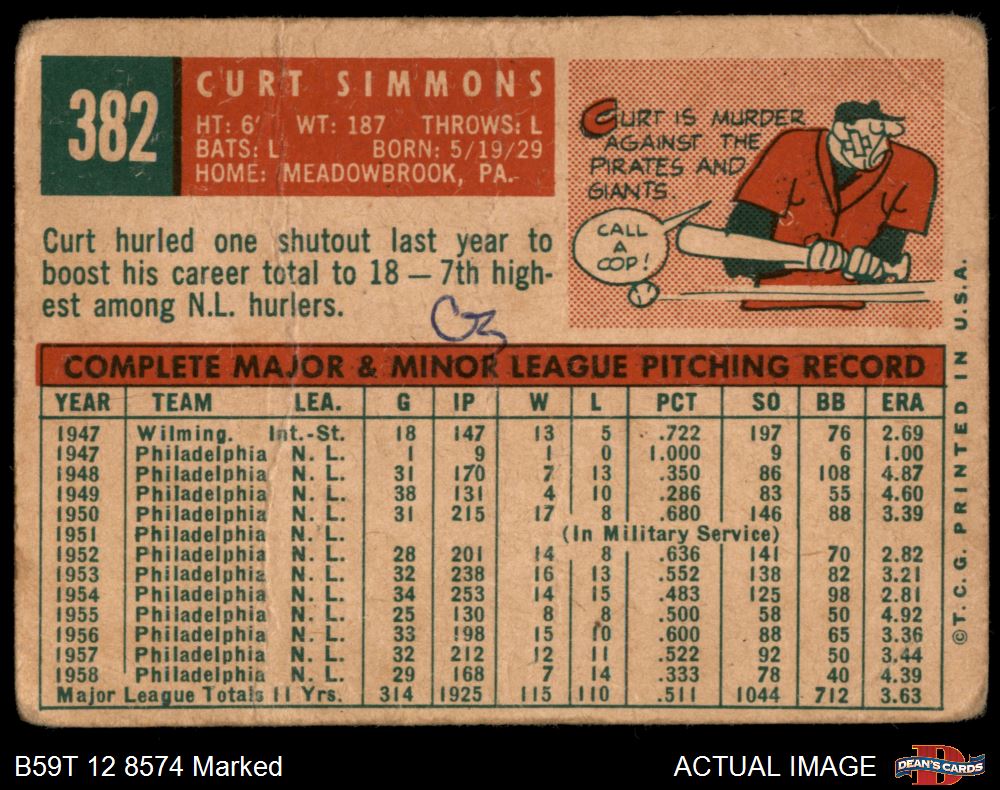 382
CURT SIMMONS
HT: 6' WT: 187 THROWS: L
BATS: L BORN: 5/19/29
HOME: MEADOWBROOK, PA.
CURT IS MURDER
AGAINST THE
PIRATES AND
GIANTS.
CALL
A
COP!
Curt hurled one shutout last year to
boost his career total to 18 — 7th high-
est among N.L. hurlers.
COMPLETE MAJOR & MINOR LEAGUE PITCHING RECORD
YEAR TEAM LEA. G IP W L PCT SO BB ERA
1947 Wilming. Int.-St. 18 147 13 5 .722 197 76 2.69
1947 Philadelphia N. L. 1 9 1 0 1.000 9 6 1.00
1948 Philadelphia N. L. 31 170 7 13 .350 86 108 4.87
1949 Philadelphia N. L. 38 131 4 10 .286 83 55 4.60
1950 Philadelphia N. L. 31 215 17 8 .680 146 88 3.39
1951 Philadelphia N. L. (In Military Service)
1952 Philadelphia N. L. 28 201 14 8 .636 141 70 2.82
1953 Philadelphia N. L. 32 238 16 13 .552 138 82 3.21
1954 Philadelphia N. L. 34 253 14 15 .483 125 98 2.81
1955 Philadelphia N. L. 25 130 8 8 .500 58 50 4.92
1956 Philadelphia N. L. 33 198 15 10 .600 88 65 3.36
1957 Philadelphia N. L. 32 212 12 11 .522 92 50 3.44
1958 Philadelphia N. L. 29 168 7 14 .333 78 40 4.39
Major League Totals 11 Yrs. 314 1925 115 110 .511 1044 712 3.63
© T. C. G. PRINTED IN U.S.A.
B59T 12 8574 Marked
ACTUAL IMAGE
DEAN'S CARDS